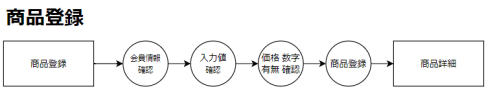 商品登録
商品登録
会員情報
確認
入力値
確認
価格 数字
有無 確認
商品登録
商品詳細